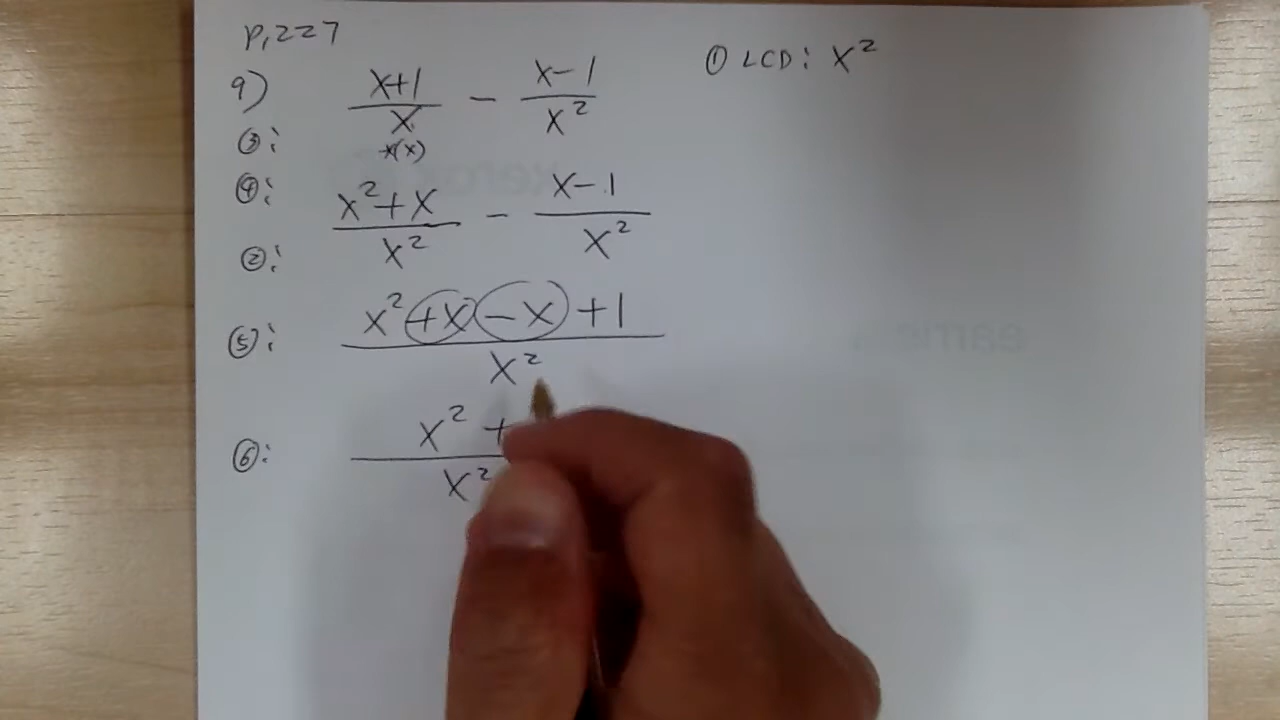 p.227
① LCD: x²
9) x+1 / x - x-1 / x²
③: ·x(x)
④: x²+x / x² - x-1 / x²
②:
⑤: x²+x-x+1 / x²
⑥: x²+ / x²